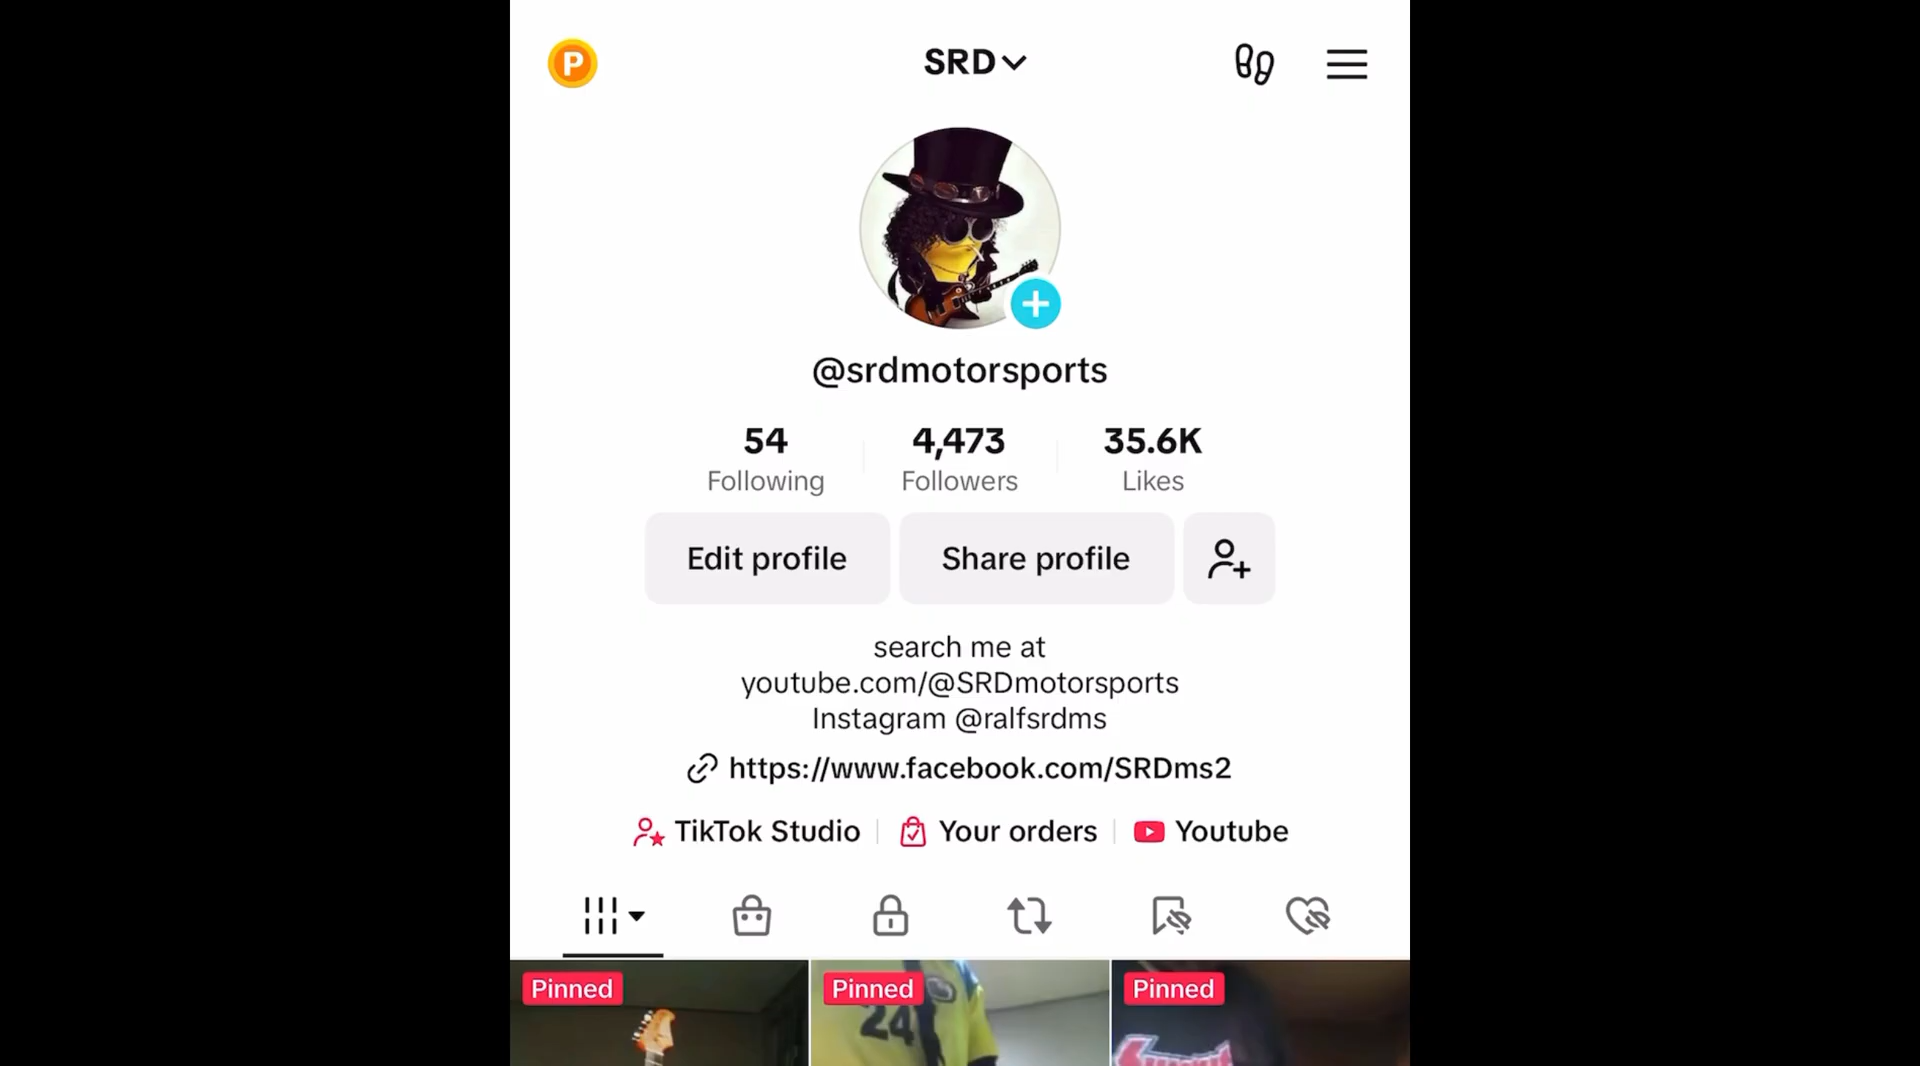 P
SRD
@srdmotorsports
54 4,473 35.6K
Following Followers Likes
Edit profile Share profile
search me at
youtube.com/@SRDmotorsports
Instagram @ralfsrdms
https://www.facebook.com/SRDms2
TikTok Studio Your orders Youtube
Pinned Pinned Pinned
24